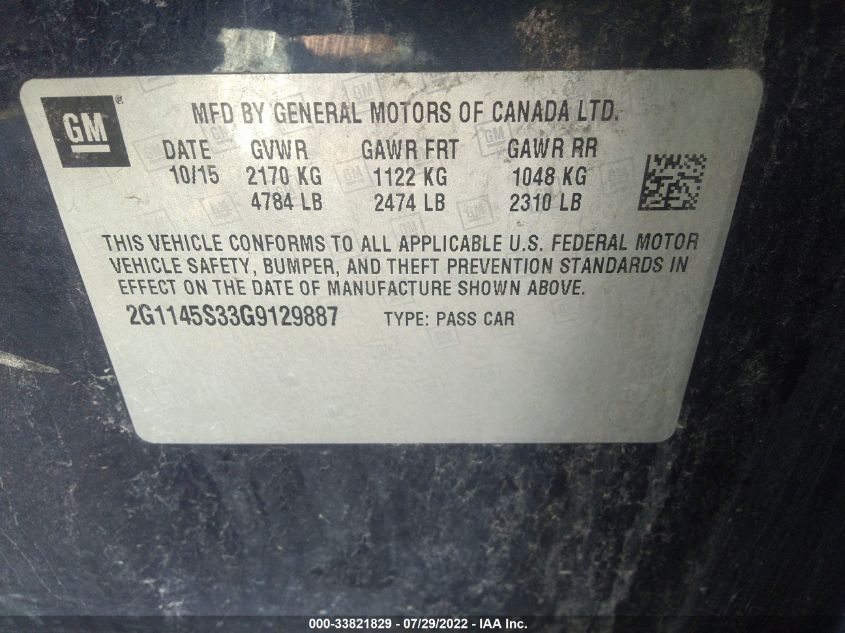 GM®
MFD BY GENERAL MOTORS OF CANADA LTD.
DATE GVWR GAWR FRT GAWR RR
10/15 2170 KG 1122 KG 1048 KG
4784 LB 2474 LB 2310 LB
THIS VEHICLE CONFORMS TO ALL APPLICABLE U.S. FEDERAL MOTOR
VEHICLE SAFETY, BUMPER, AND THEFT PREVENTION STANDARDS IN
EFFECT ON THE DATE OF MANUFACTURE SHOWN ABOVE.
2G1145S33G9129887 TYPE: PASS CAR
000-33821829 - 07/29/2022 - IAA Inc.